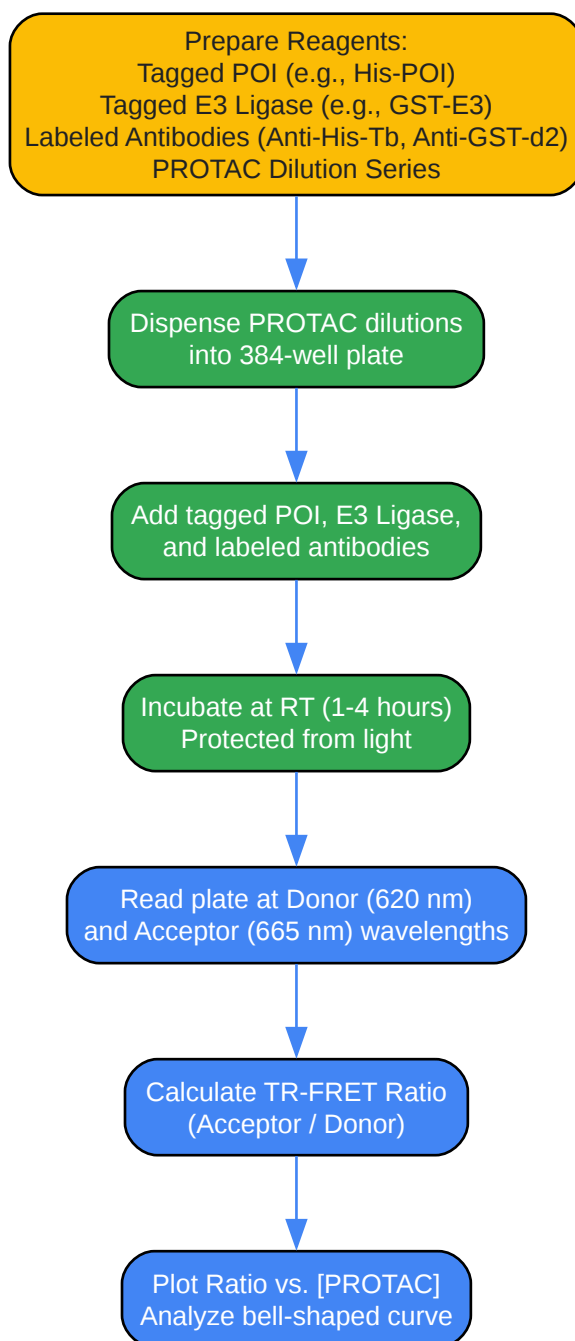 Prepare Reagents:
Tagged POI (e.g., His-POI)
Tagged E3 Ligase (e.g., GST-E3)
Labeled Antibodies (Anti-His-Tb, Anti-GST-d2)
PROTAC Dilution Series
Dispense PROTAC dilutions
into 384-well plate
Add tagged POI, E3 Ligase,
and labeled antibodies
Incubate at RT (1-4 hours)
Protected from light
Read plate at Donor (620 nm)
and Acceptor (665 nm) wavelengths
Calculate TR-FRET Ratio
(Acceptor / Donor)
Plot Ratio vs. [PROTAC]
Analyze bell-shaped curve